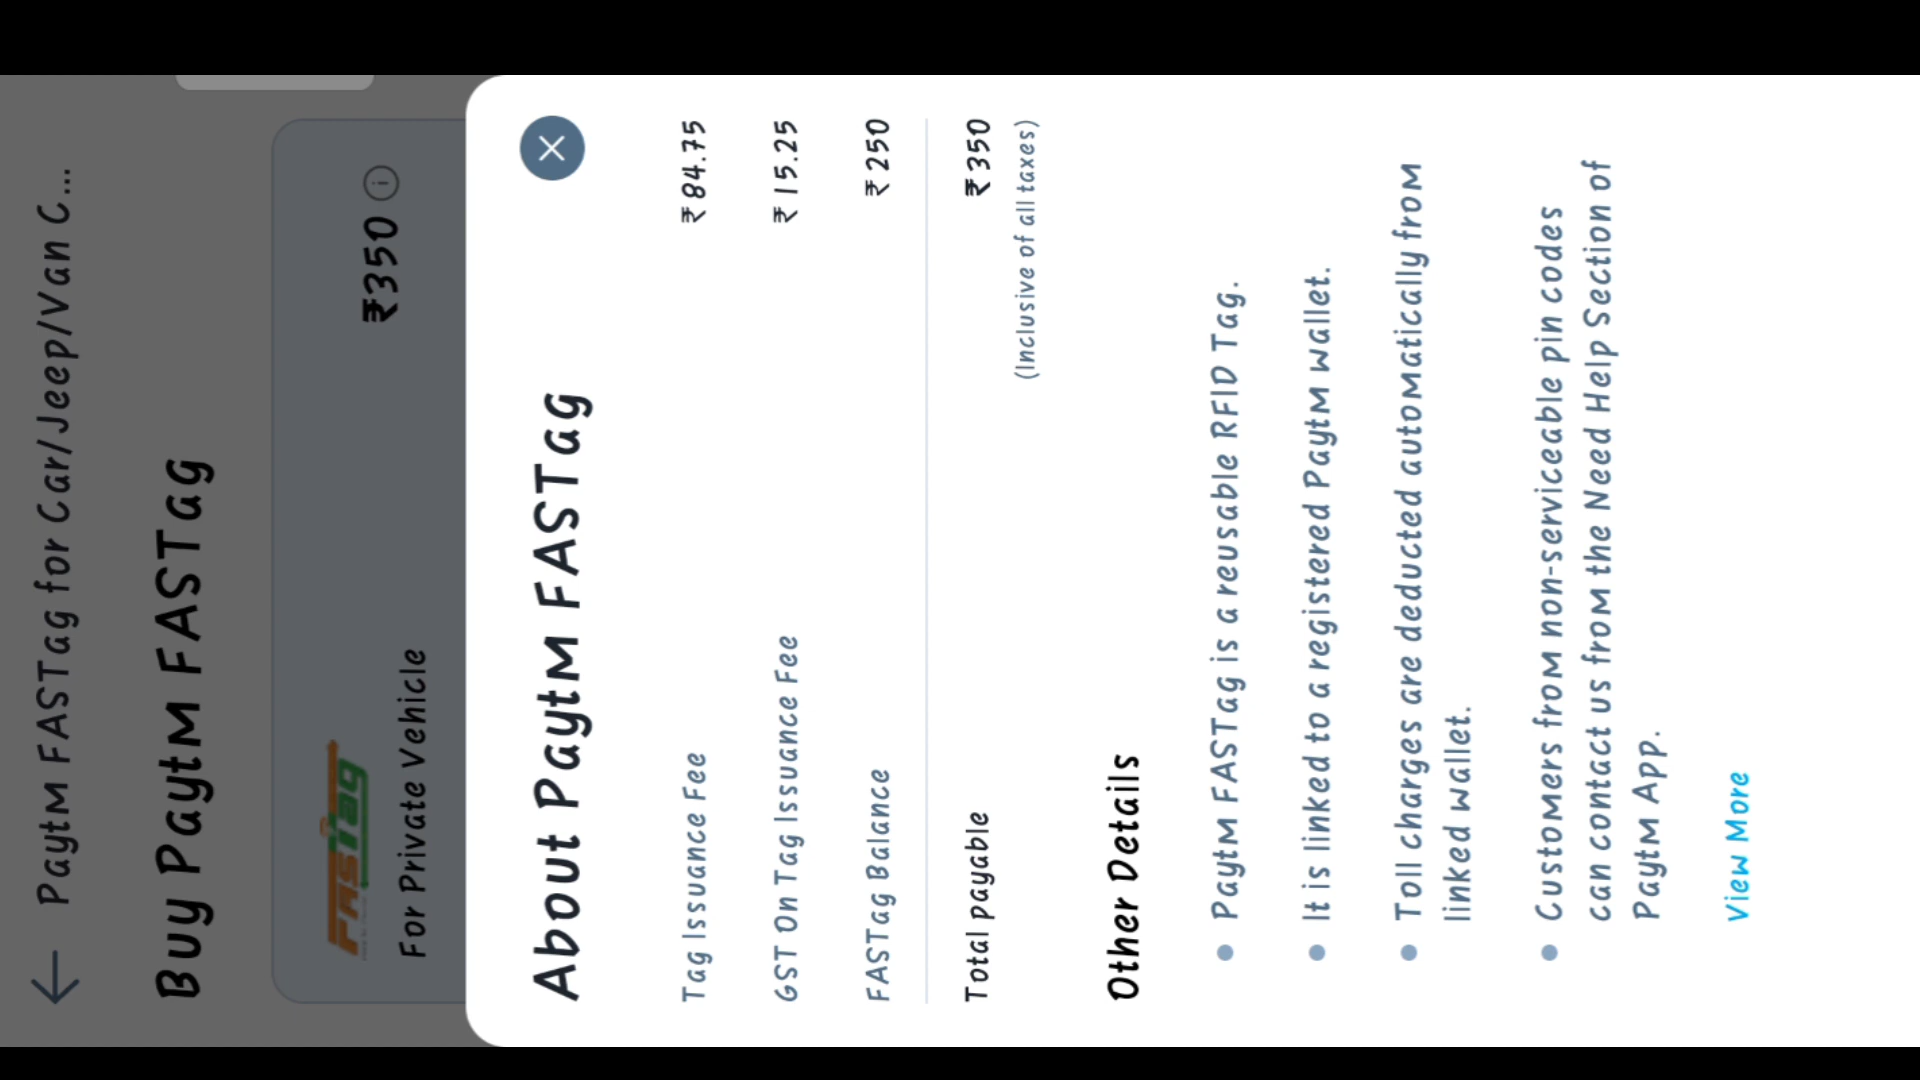 Paytm FASTag for Car/Jeep/Van C...
Buy Paytm FASTag
FASTag
₹350
For Private Vehicle
About Paytm FASTag
Tag Issuance Fee ₹ 84.75
GST On Tag Issuance Fee ₹ 15.25
FASTag Balance ₹ 250
Total payable ₹ 350
(Inclusive of all taxes)
Other Details
Paytm FASTag is a reusable RFID Tag.
It is linked to a registered Paytm wallet.
Toll charges are deducted automatically from
linked wallet.
Customers from non-serviceable pin codes
can contact us from the Need Help Section of
Paytm App.
View More